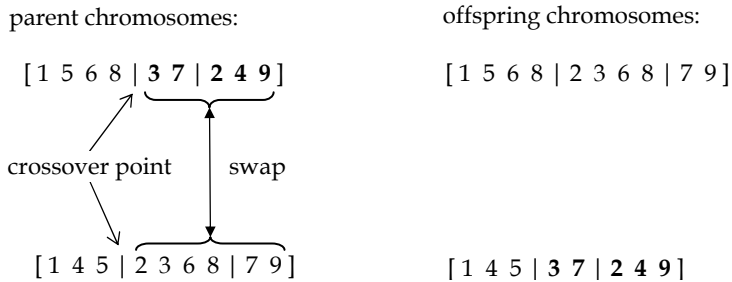 parent chromosomes:
offspring chromosomes:
[ 1 5 6 8 | 3 7 | 2 4 9 ]
[ 1 5 6 8 | 2 3 6 8 | 7 9 ]
crossover point
swap
[ 1 4 5 | 2 3 6 8 | 7 9 ]
[ 1 4 5 | 3 7 | 2 4 9 ]